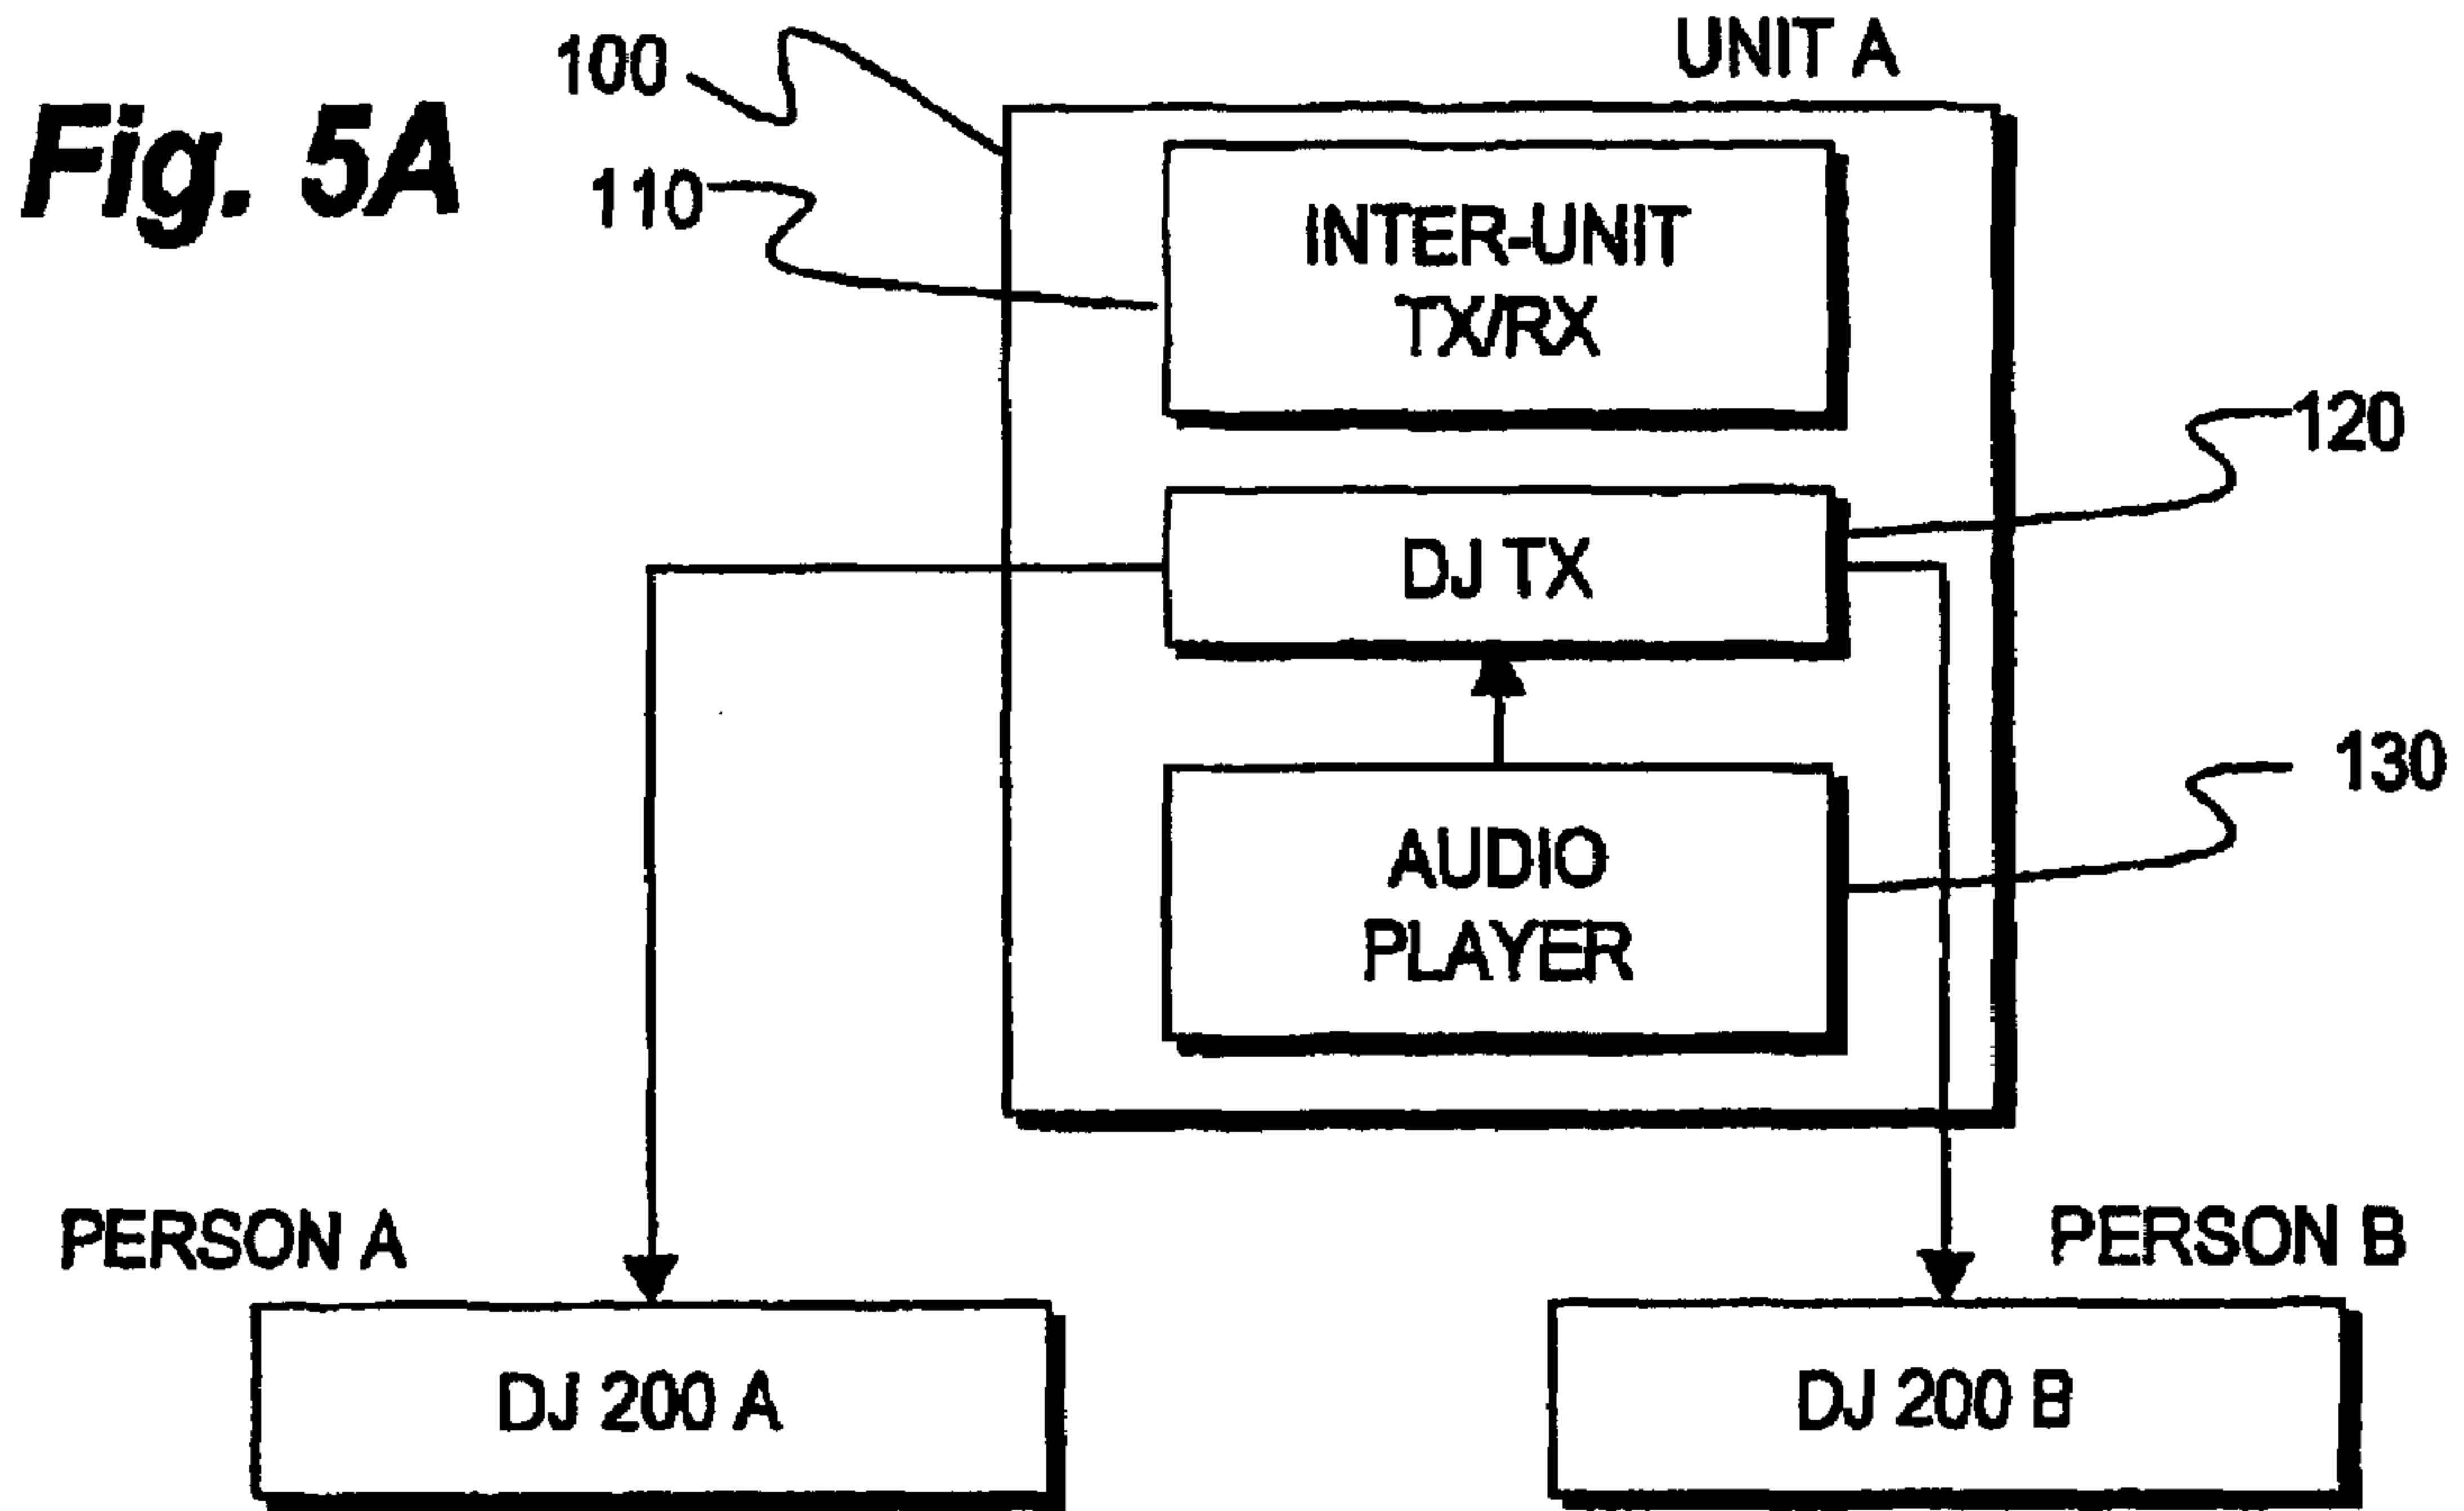 Fig. 5A
100
UNIT A
110
INTER-UNIT
TX/RX
120
DJ TX
130
AUDIO
PLAYER
PERSON A
PERSON B
DJ 200 A
DJ 200 B